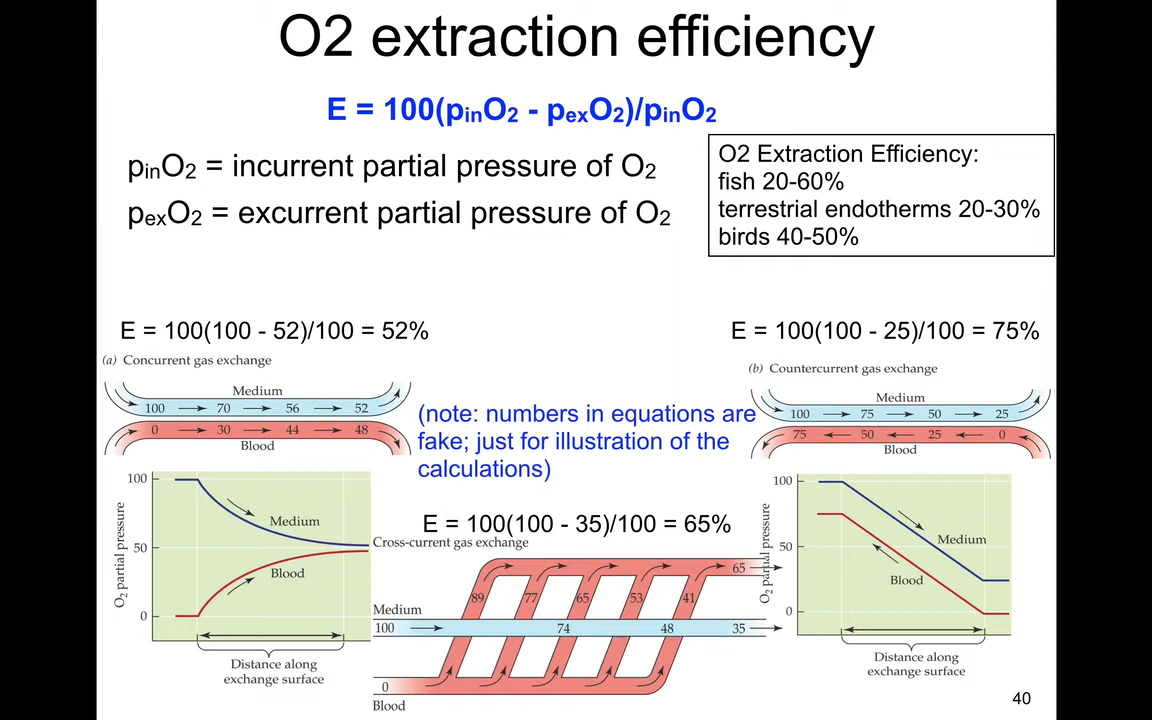 O2 extraction efficiency
E = 100(pinO2 - pexO2)/pinO2
pinO2 = incurrent partial pressure of O2
pexO2 = excurrent partial pressure of O2
O2 Extraction Efficiency:
fish 20-60%
terrestrial endotherms 20-30%
birds 40-50%
E = 100(100 - 52)/100 = 52%
(a) Concurrent gas exchange
Medium
100 → 70 → 56 → 52
0 → 30 → 44 → 48
Blood
100
50
0
O2 partial pressure
Medium
Blood
Distance along
exchange surface
(note: numbers in equations are
fake; just for illustration of the
calculations)
E = 100(100 - 35)/100 = 65%
Cross-current gas exchange
65
89 77 65 53 41
Medium
100 → 74 48 35 →
0
Blood
E = 100(100 - 25)/100 = 75%
(b) Countercurrent gas exchange
Medium
100 → 75 → 50 → 25
75 ← 50 ← 25 ← 0
Blood
100
50
0
O2 partial pressure
Medium
Blood
Distance along
exchange surface
40